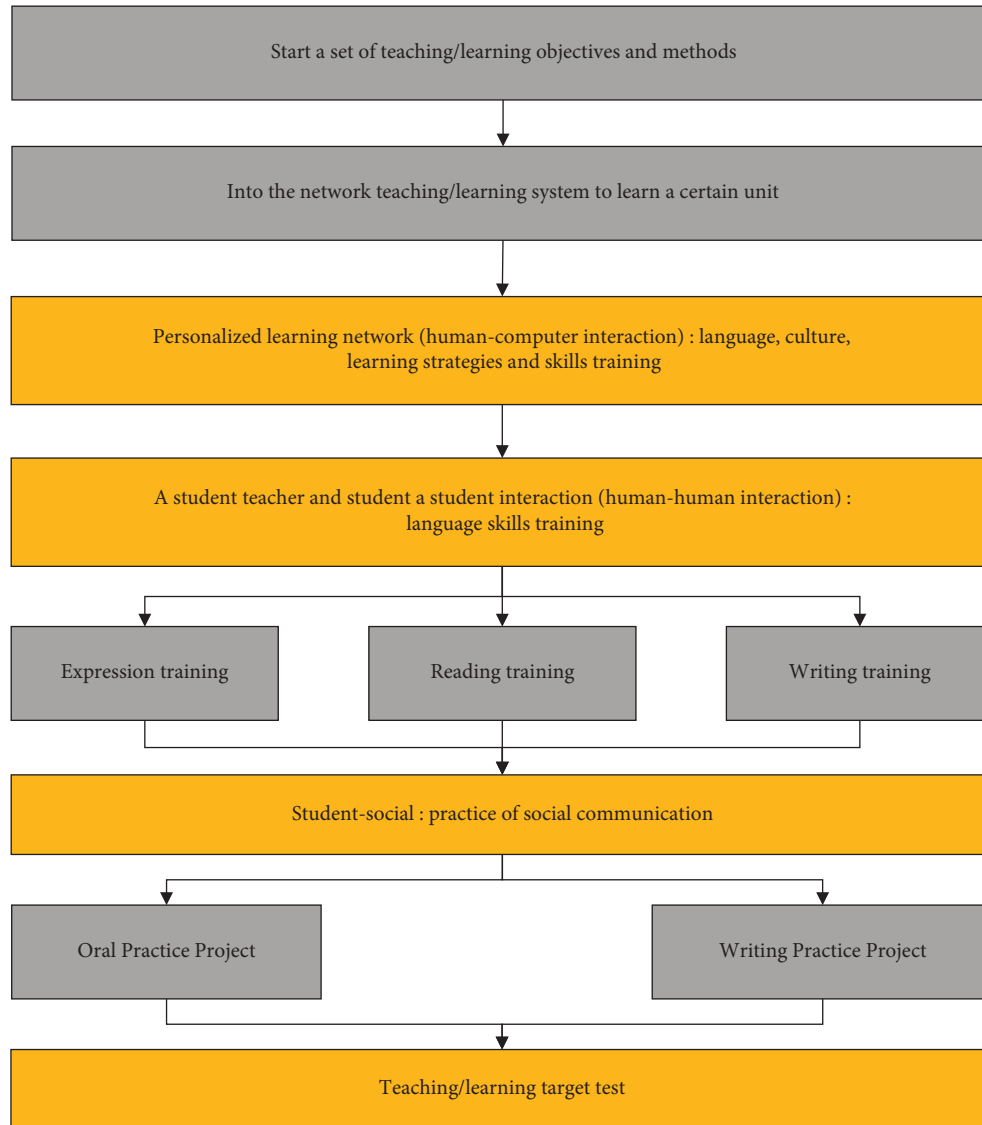 Start a set of teaching/learning objectives and methods
Into the network teaching/learning system to learn a certain unit
Personalized learning network (human-computer interaction) : language, culture,
learning strategies and skills training
A student teacher and student a student interaction (human-human interaction) :
language skills training
Expression training
Reading training
Writing training
Student-social : practice of social communication
Oral Practice Project
Writing Practice Project
Teaching/learning target test